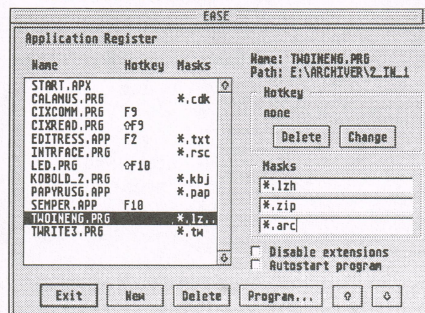 EASE
Application Register
Name Hotkey Masks
START.APX
CALAMUS.PRG *.cdk
CIXCOMM.PRG F9
CIXREAD.PRG ⇧F9
EDITRESS.APP F2 *.txt
INTRFACE.PRG *.rsc
LED.PRG ⇧F10
KOBOLD_2.PRG *.kbj
PAPYRUSG.APP *.pap
SEMPER.APP F10
TWOINENG.PRG *.lz..
TWRITE3.PRG *.tw
Name: TWOINENG.PRG
Path: E:\ARCHIVER\2_IN_1
Hotkey
none
Delete Change
Masks
*.lzh
*.zip
*.arc
Disable extensions
Autostart program
Exit New Delete Program... ⇧ ⇩